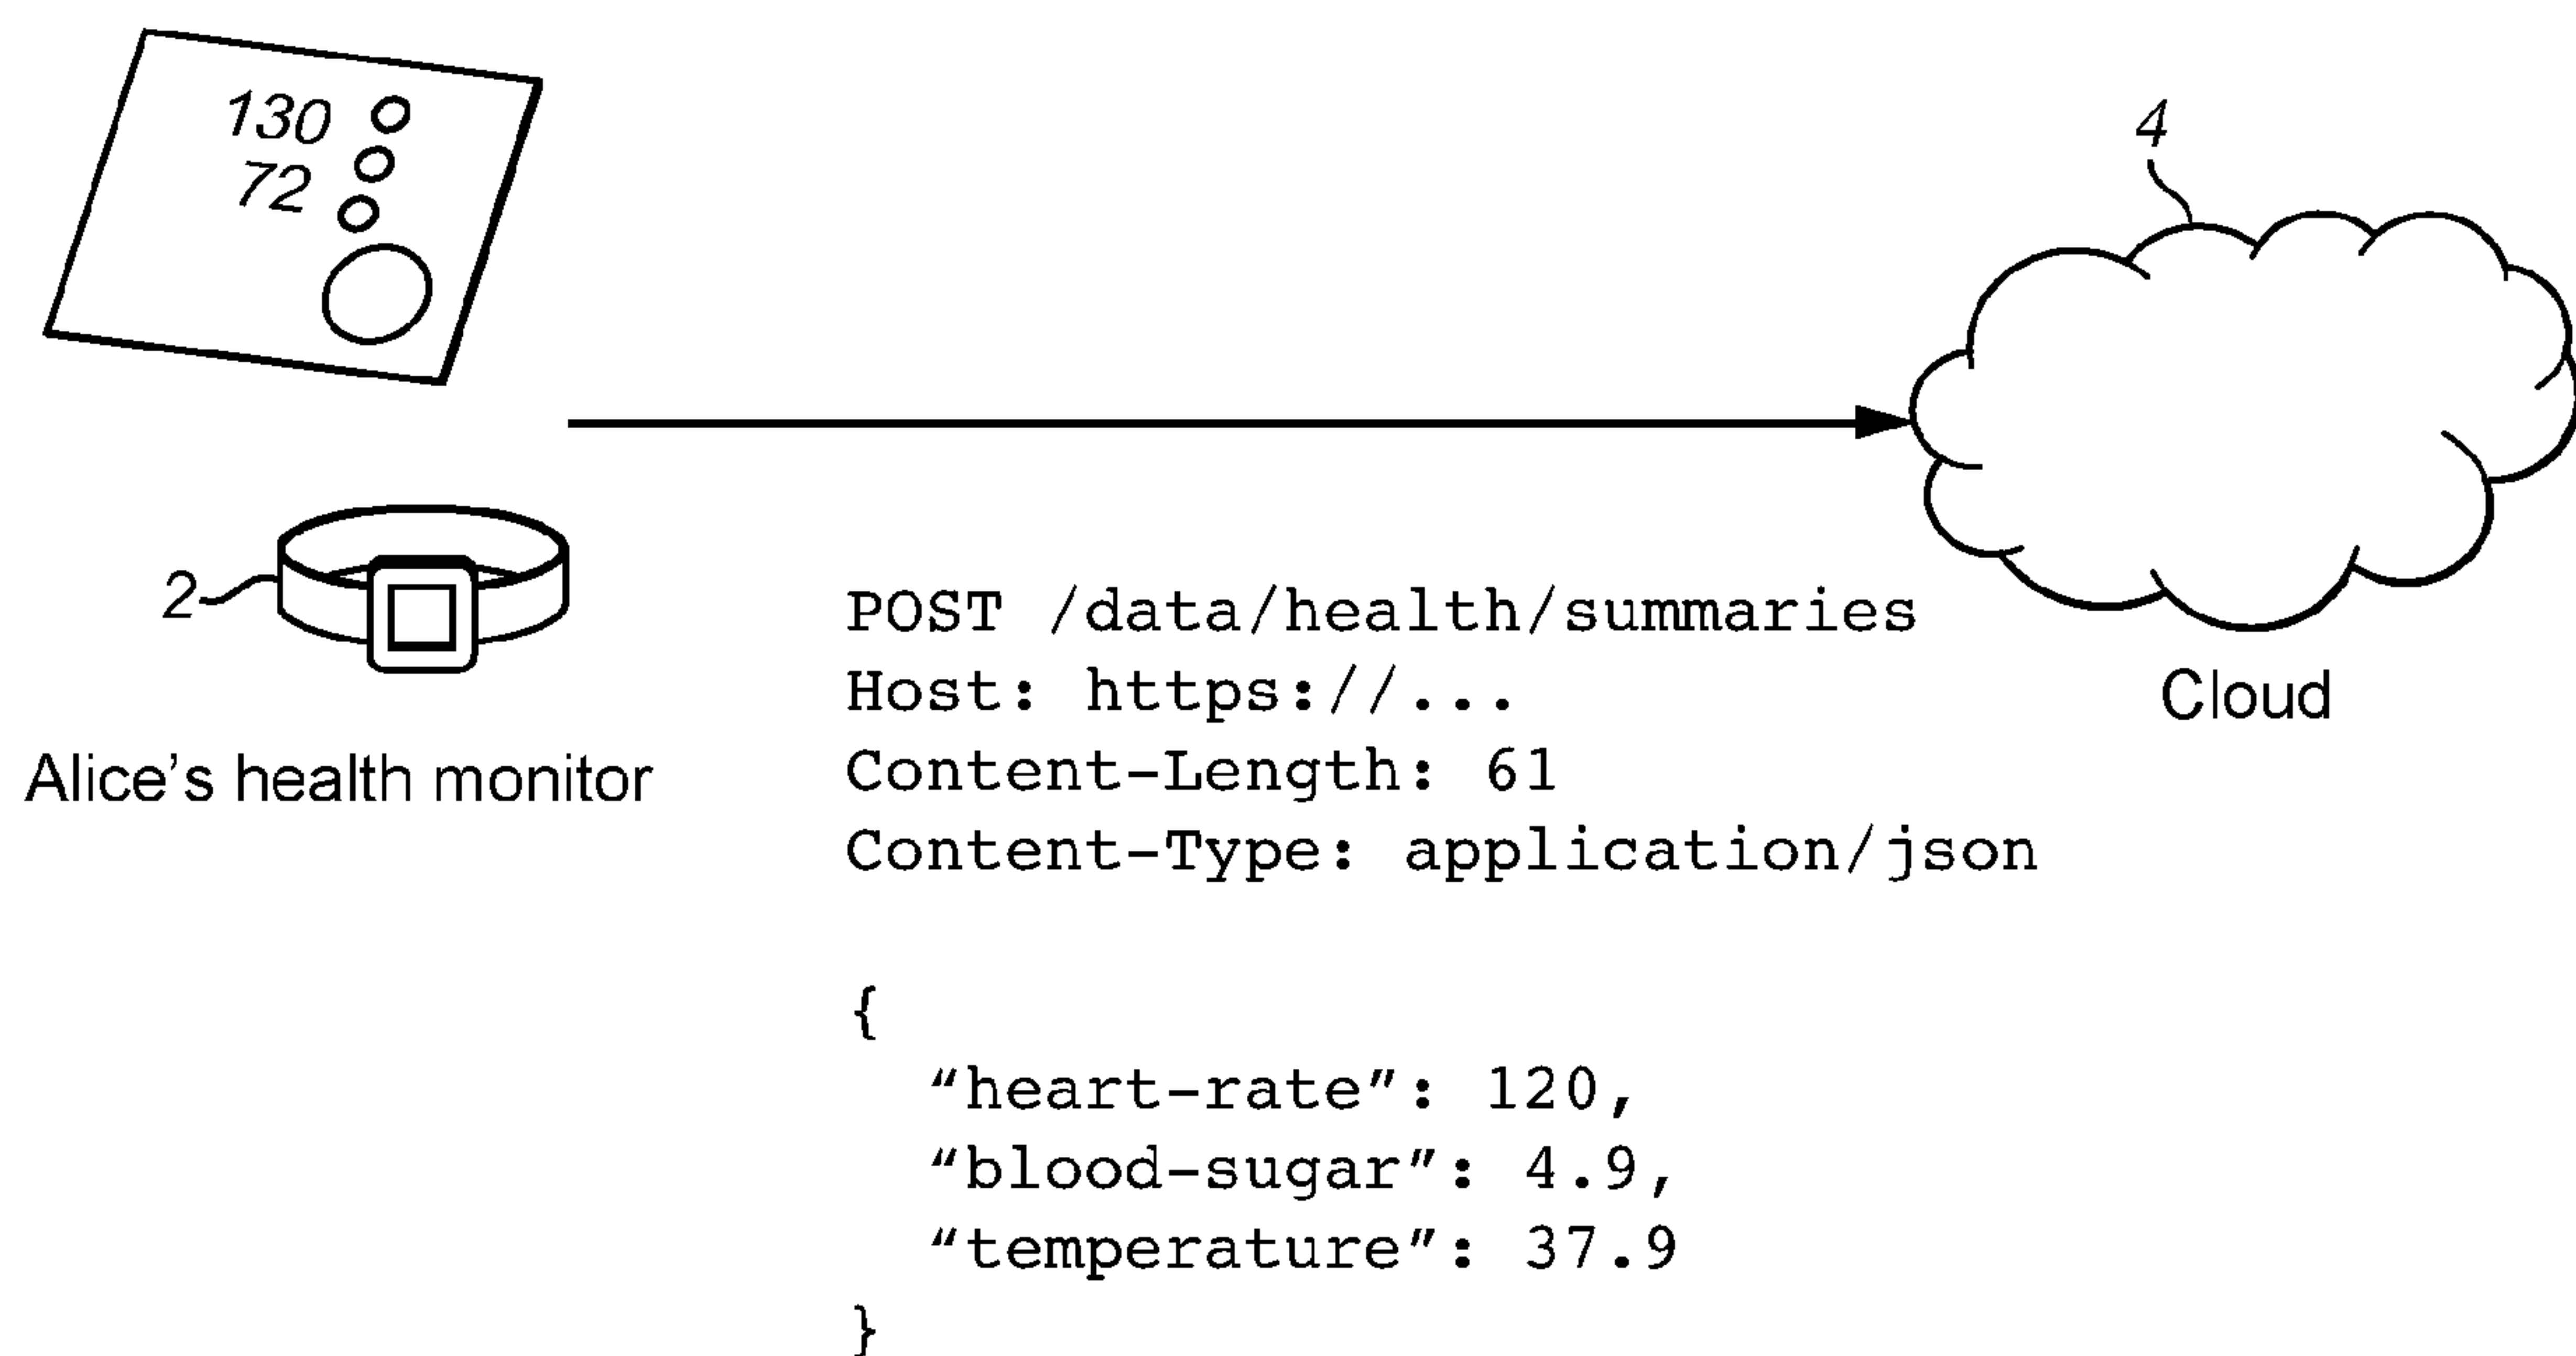 130
72
4
2
Alice's health monitor
Cloud
POST /data/health/summaries
Host: https://...
Content-Length: 61
Content-Type: application/json
{
  “heart-rate”: 120,
  “blood-sugar”: 4.9,
  “temperature”: 37.9
}